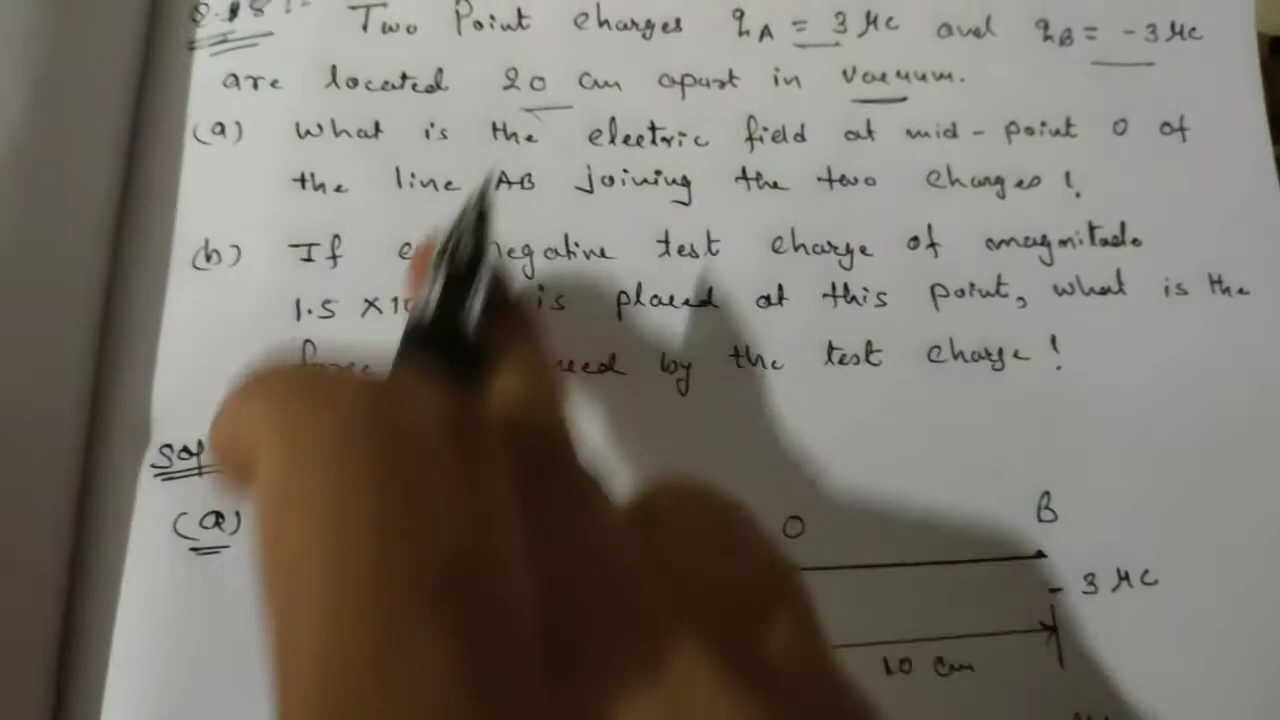 Two Point charges qA = 3 μc and qB = - 3 μc
are located 20 cm apart in vacuum.
(a) What is the electric field at mid - point O of
the line AB joining the two charges !
(b) If negative test charge of magnitude
1.5 × is placed at this point, what is the
by the test charge !
(a)
O B
- 3 μc
10 cm